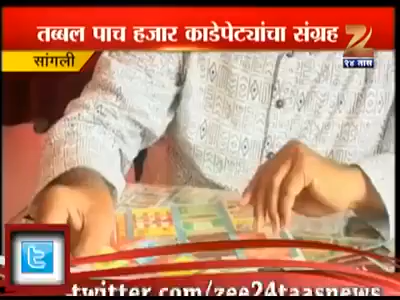 तब्बल पाच हजार काडेपेट्यांचा संग्रह
२४ तास
सांगली
twitter.com/zee24taasnews